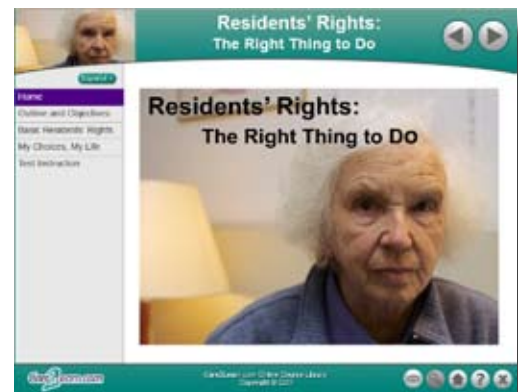 Residents' Rights:
The Right Thing to Do
Home
Outline and Objectives
Basic Residents' Rights
My Choices, My Life
Test Instruction
Residents' Rights:
The Right Thing to Do